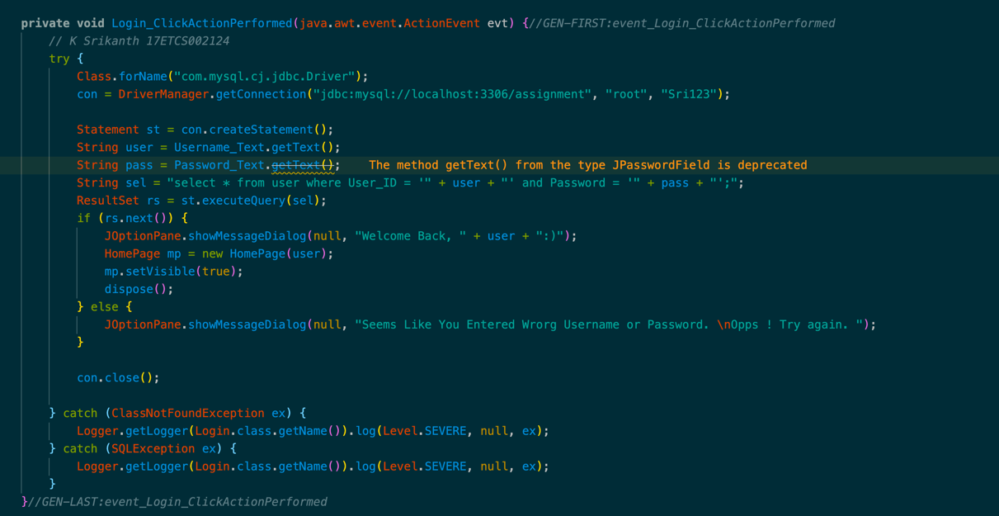 private void Login_ClickActionPerformed(java.awt.event.ActionEvent evt) {//GEN-FIRST:event_Login_ClickActionPerformed
    // K Srikanth 17ETCS002124
    try {
        Class.forName("com.mysql.cj.jdbc.Driver");
        con = DriverManager.getConnection("jdbc:mysql://localhost:3306/assignment", "root", "Sri123");

        Statement st = con.createStatement();
        String user = Username_Text.getText();
        String pass = Password_Text.getText();    The method getText() from the type JPasswordField is deprecated
        String sel = "select * from user where User_ID = '" + user + "' and Password = '" + pass + "';";
        ResultSet rs = st.executeQuery(sel);
        if (rs.next()) {
            JOptionPane.showMessageDialog(null, "Welcome Back, " + user + ":)");
            HomePage mp = new HomePage(user);
            mp.setVisible(true);
            dispose();
        } else {
            JOptionPane.showMessageDialog(null, "Seems Like You Entered Wrorg Username or Password. \nOpps ! Try again. ");
        }

        con.close();

    } catch (ClassNotFoundException ex) {
        Logger.getLogger(Login.class.getName()).log(Level.SEVERE, null, ex);
    } catch (SQLException ex) {
        Logger.getLogger(Login.class.getName()).log(Level.SEVERE, null, ex);
    }
}//GEN-LAST:event_Login_ClickActionPerformed